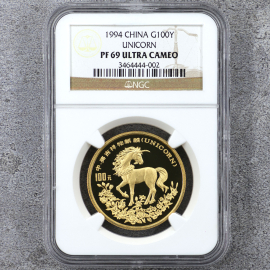 1994 CHINA G100Y
UNICORN
PF 69 ULTRA CAMEO
3464444-002
NGC
(UNICORN)
100元